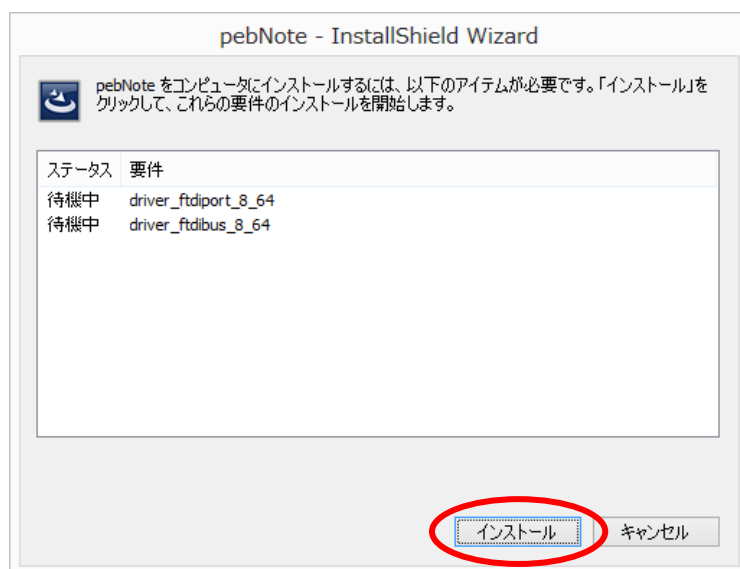 pebNote - InstallShield Wizard
pebNote をコンピュータにインストールするには、以下のアイテムが必要です。「インストール」を
クリックして、これらの要件のインストールを開始します。
ステータス 要件
待機中 driver_ftdiport_8_64
待機中 driver_ftdibus_8_64
インストール キャンセル